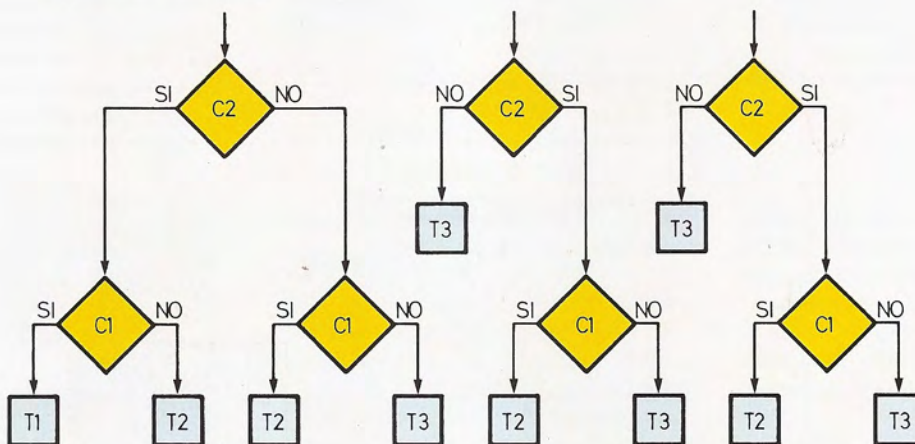 SI C2 NO NO C2 SI NO C2 SI
T3 T3
SI C1 NO SI C1 NO SI C1 NO SI C1 NO
T1 T2 T2 T3 T2 T3 T2 T3